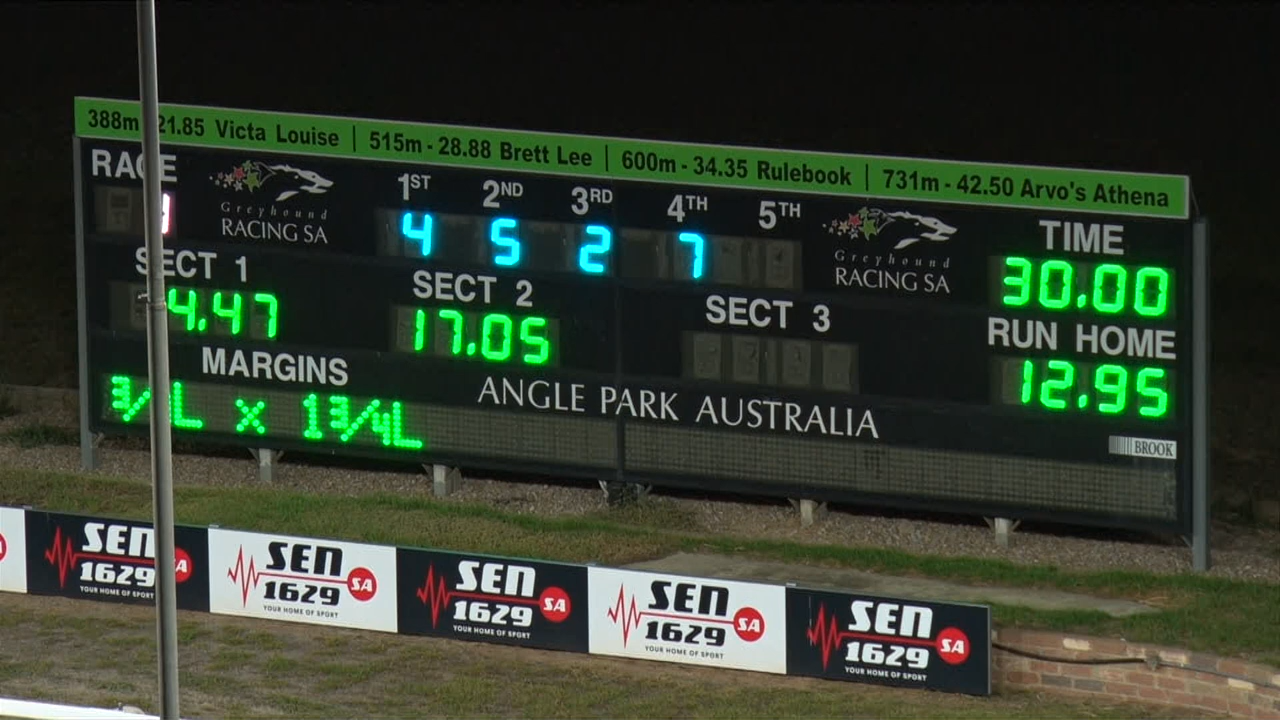 388m 21.85 Victa Louise | 515m - 28.88 Brett Lee | 600m - 34.35 Rulebook | 731m - 42.50 Arvo's Athena
RACE
Greyhound
RACING SA
1ST 2ND 3RD 4TH 5TH
4 5 2 7
Greyhound
RACING SA
TIME
30.00
SECT 1
4.47
SECT 2
17.05
SECT 3
RUN HOME
12.95
MARGINS
3/ L x 1 3/4L
ANGLE PARK AUSTRALIA
BROOK
SEN
1629 SA
YOUR HOME OF SPORT
SEN
1629 SA
YOUR HOME OF SPORT
SEN
1629 SA
YOUR HOME OF SPORT
SEN
1629 SA
YOUR HOME OF SPORT
SEN
1629 SA
YOUR HOME OF SPORT